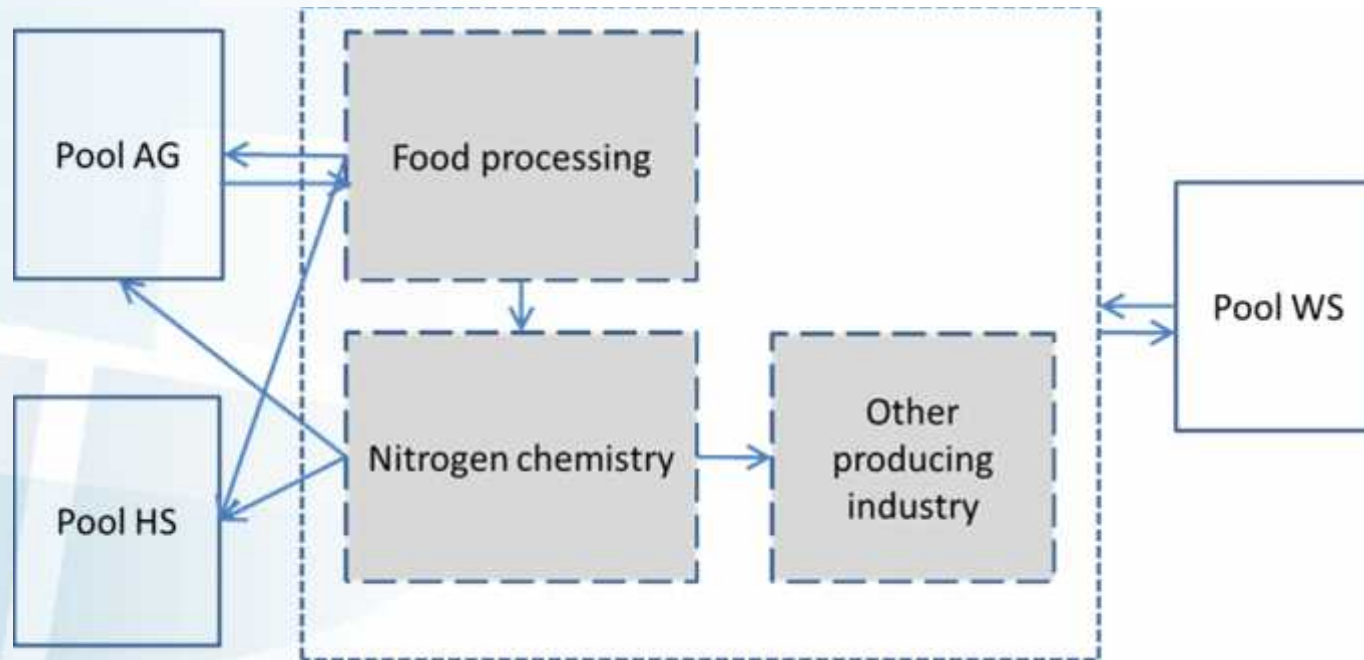 Pool AG
Food processing
Pool WS
Nitrogen chemistry
Other
producing
industry
Pool HS